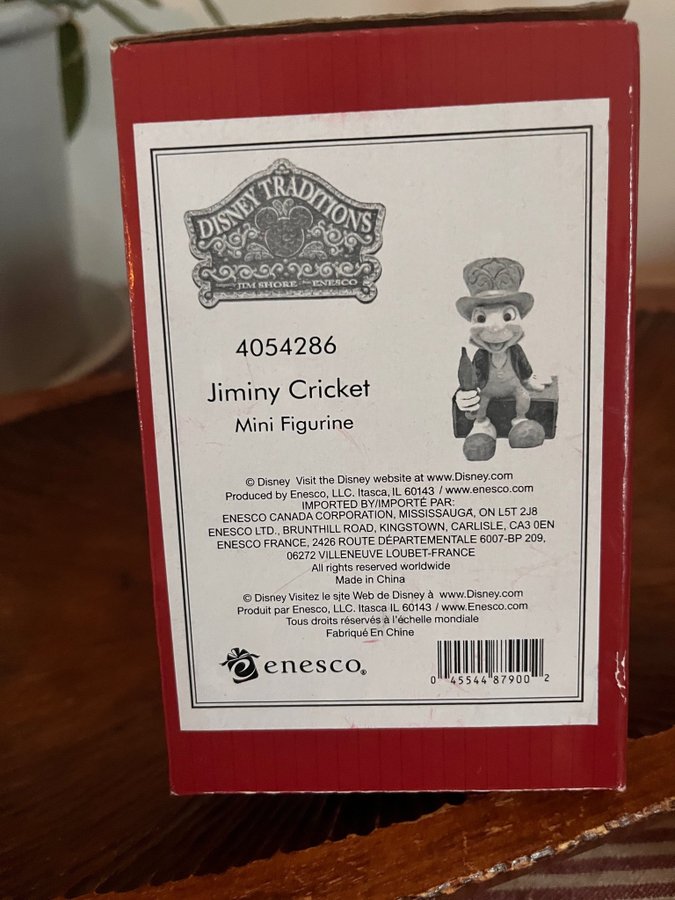 DISNEY TRADITIONS
JIM SHORE ENESCO
4054286
Jiminy Cricket
Mini Figurine
© Disney Visit the Disney website at www.Disney.com
Produced by Enesco, LLC. Itasca, IL 60143 / www.enesco.com
IMPORTED BY/IMPORTÉ PAR:
ENESCO CANADA CORPORATION, MISSISSAUGA, ON L5T 2J8
ENESCO LTD., BRUNTHILL ROAD, KINGSTOWN, CARLISLE, CA3 0EN
ENESCO FRANCE, 2426 ROUTE DÉPARTEMENTALE 6007-BP 209,
06272 VILLENEUVE LOUBET-FRANCE
All rights reserved worldwide
Made in China
© Disney Visitez le site Web de Disney à www.Disney.com
Produit par Enesco, LLC. Itasca IL 60143 / www.Enesco.com
Tous droits réservés à l'échelle mondiale
Fabriqué En Chine
enesco®
0 45544 87900 2